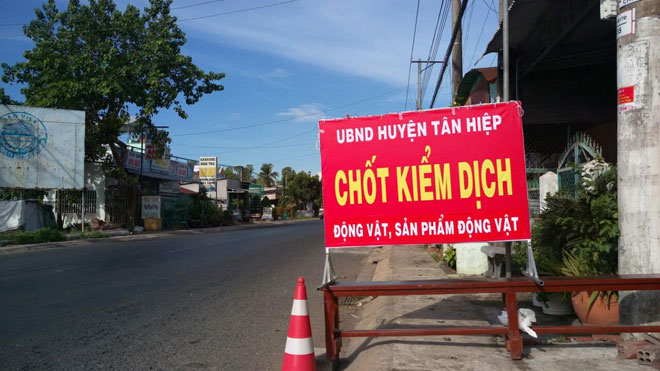 UBND HUYỆN TÂN HIỆP
CHỐT KIỂM DỊCH
ĐỘNG VẬT, SẢN PHẨM ĐỘNG VẬT